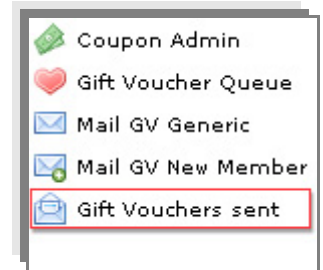 Coupon Admin
Gift Voucher Queue
Mail GV Generic
Mail GV New Member
Gift Vouchers sent